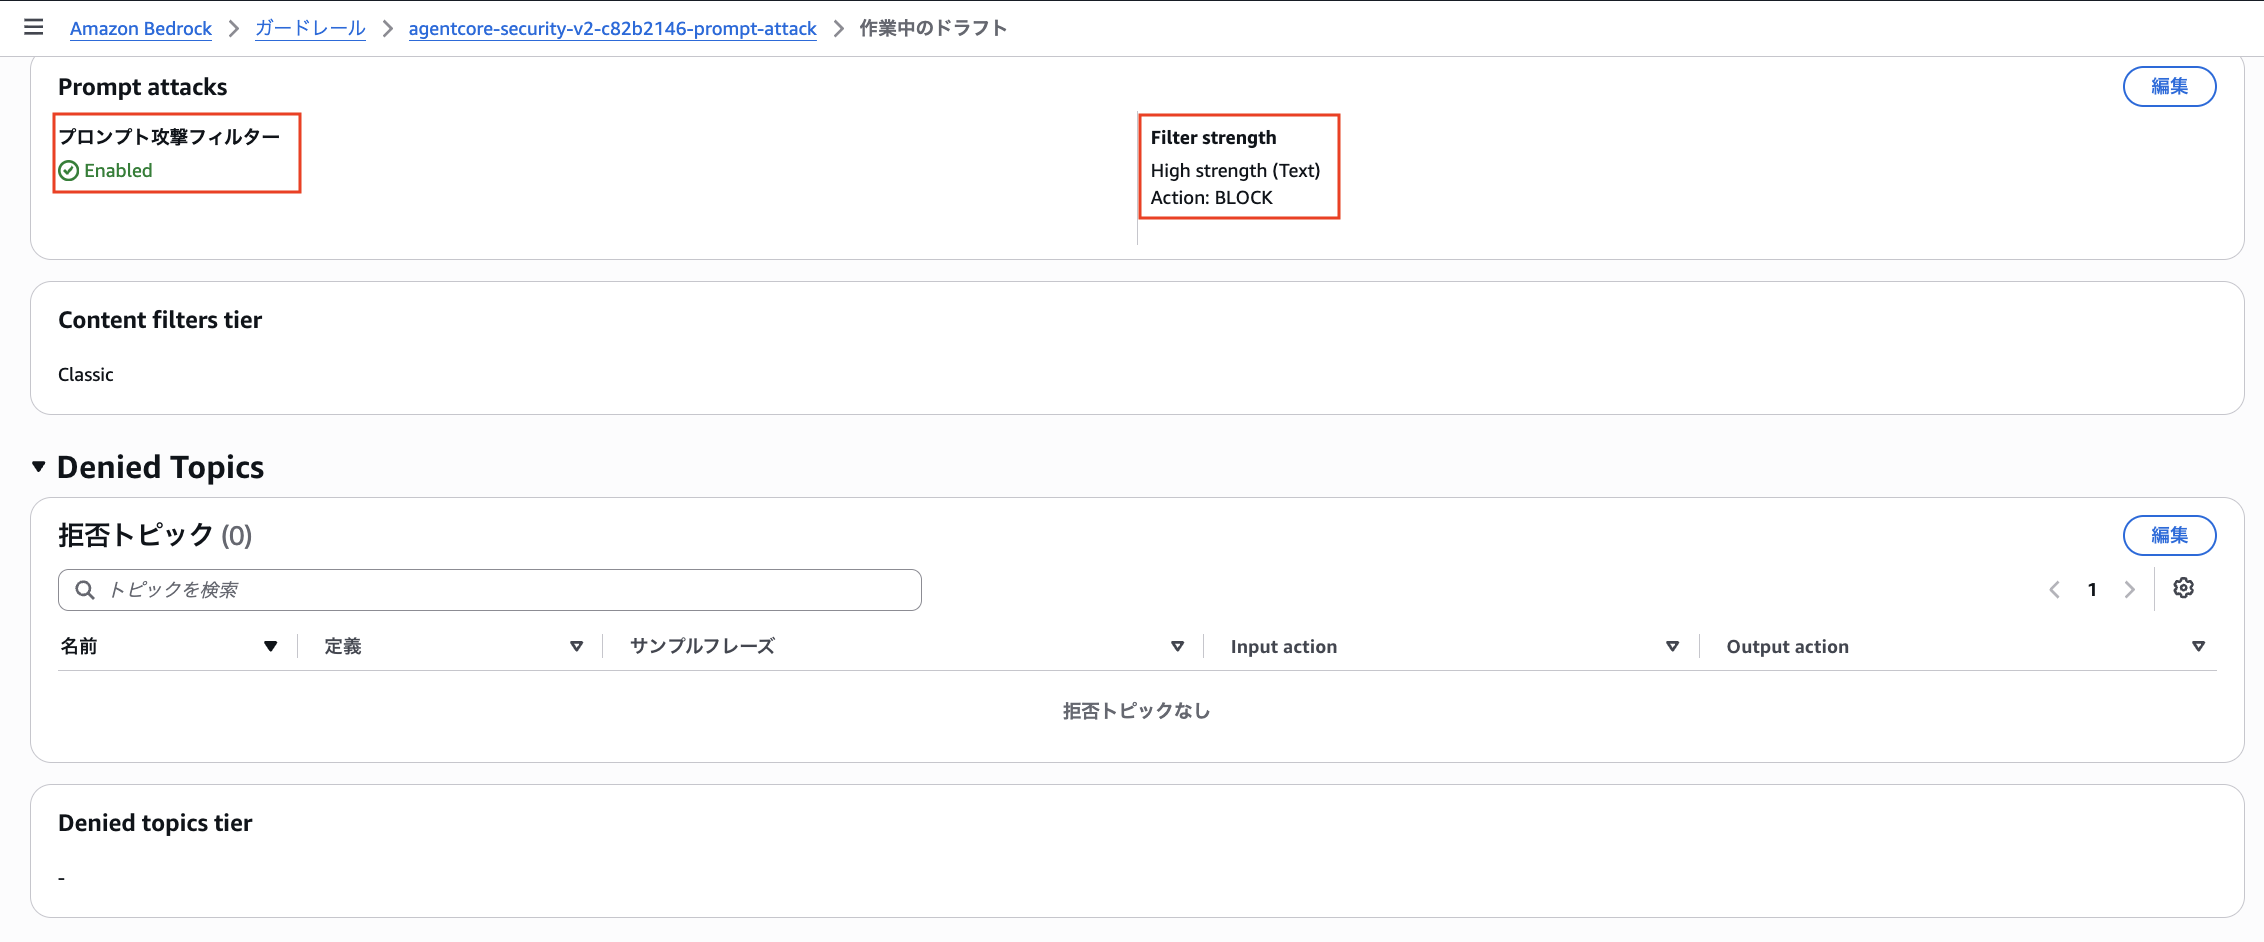 Amazon Bedrock > ガードレール > agentcore-security-v2-c82b2146-prompt-attack > 作業中のドラフト
Prompt attacks
編集
プロンプト攻撃フィルター
Enabled
Filter strength
High strength (Text)
Action: BLOCK
Content filters tier
Classic
Denied Topics
拒否トピック (0)
編集
トピックを検索
1
名前 定義 サンプルフレーズ Input action Output action
拒否トピックなし
Denied topics tier
-